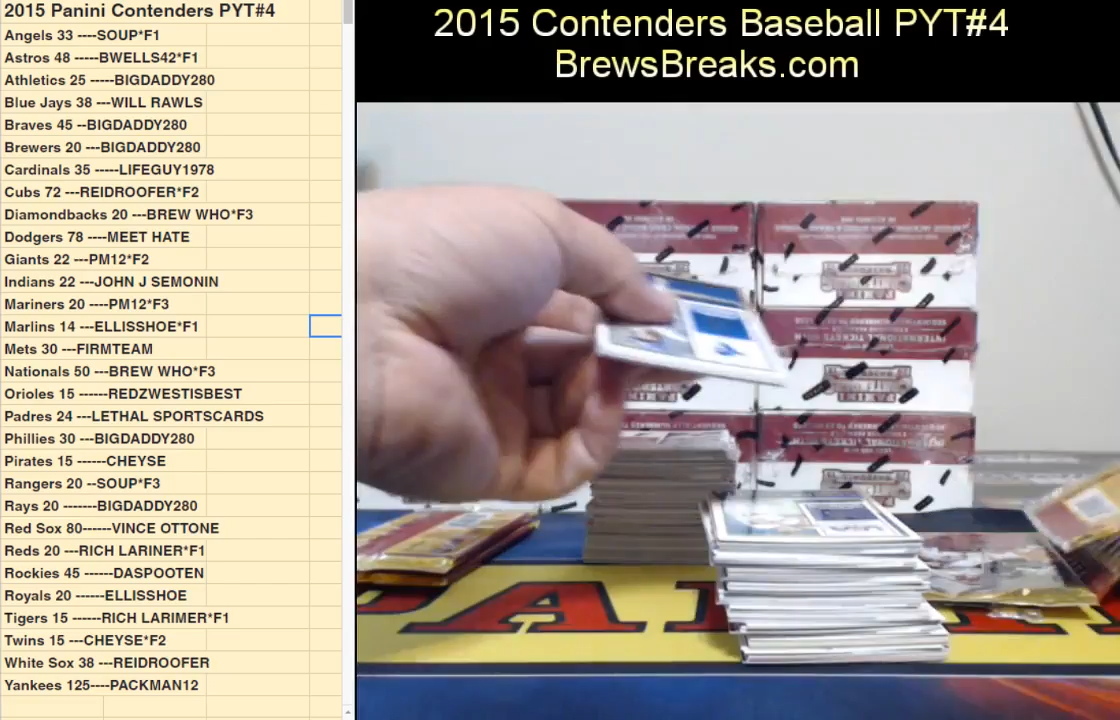 2015 Panini Contenders PYT#4
Angels 33 ----SOUP*F1
Astros 48 -----BWELLS42*F1
Athletics 25 -----BIGDADDY280
Blue Jays 38 ---WILL RAWLS
Braves 45 --BIGDADDY280
Brewers 20 ---BIGDADDY280
Cardinals 35 -----LIFEGUY1978
Cubs 72 ---REIDROOFER*F2
Diamondbacks 20 ---BREW WHO*F3
Dodgers 78 ----MEET HATE
Giants 22 ----PM12*F2
Indians 22 ---JOHN J SEMONIN
Mariners 20 ----PM12*F3
Marlins 14 ---ELLISSHOE*F1
Mets 30 ---FIRMTEAM
Nationals 50 ---BREW WHO*F3
Orioles 15 ------REDZWESTISBEST
Padres 24 ---LETHAL SPORTSCARDS
Phillies 30 ---BIGDADDY280
Pirates 15 ------CHEYSE
Rangers 20 --SOUP*F3
Rays 20 -------BIGDADDY280
Red Sox 80------VINCE OTTONE
Reds 20 ---RICH LARINER*F1
Rockies 45 ------DASPOOTEN
Royals 20 ------ELLISSHOE
Tigers 15 ------RICH LARIMER*F1
Twins 15 ---CHEYSE*F2
White Sox 38 ---REIDROOFER
Yankees 125----PACKMAN12
2015 Contenders Baseball PYT#4
BrewsBreaks.com